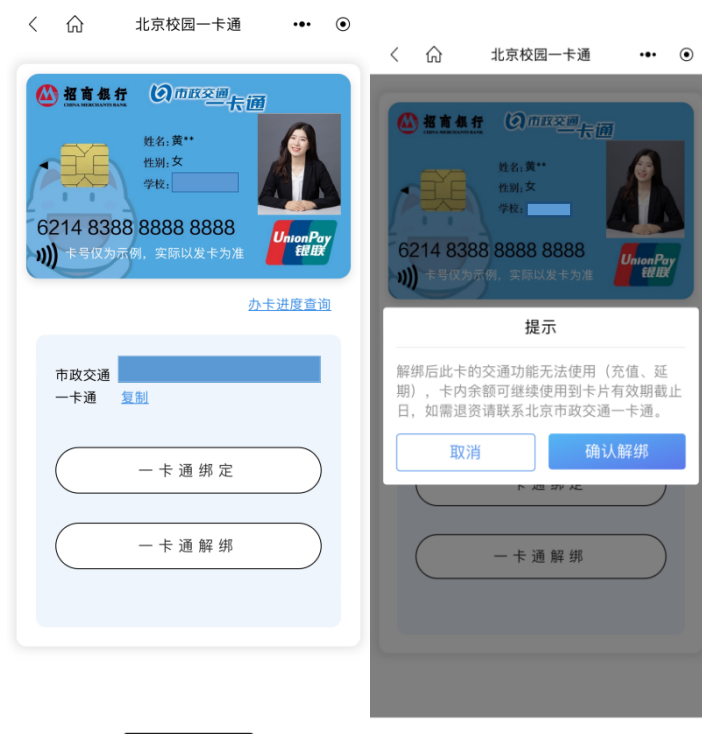 北京校园一卡通
招商银行
CHINA MERCHANTS BANK
市政交通一卡通
姓名:黄**
性别:女
学校:
6214 8388 8888 8888
卡号仅为示例，实际以发卡为准
UnionPay
银联
办卡进度查询
市政交通
一卡通 复制
一卡通绑定
一卡通解绑
北京校园一卡通
招商银行
CHINA MERCHANTS BANK
市政交通一卡通
姓名:黄**
性别:女
学校:
6214 8388 8888 8888
卡号仅为示例，实际以发卡为准
UnionPay
银联
提示
解绑后此卡的交通功能无法使用（充值、延
期），卡内余额可继续使用到卡片有效期截止
日，如需退资请联系北京市政交通一卡通。
取消 确认解绑
一卡通绑定
一卡通解绑